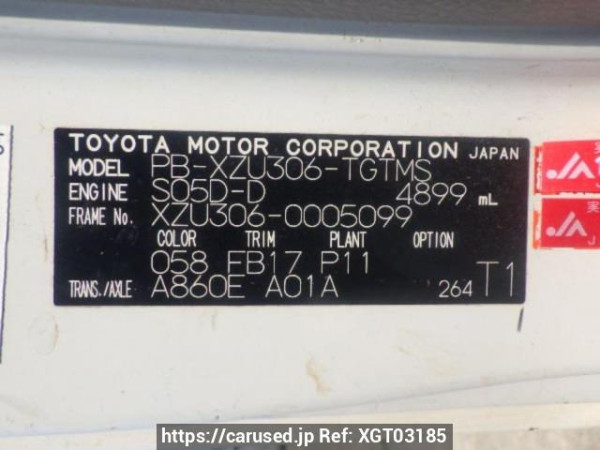 TOYOTA MOTOR CORPORATION JAPAN
MODEL PB-XZU306-TGTMS
ENGINE S05D-D 4899 mL
FRAME No. XZU306-0005099
COLOR TRIM PLANT OPTION
058 FB17 P11
TRANS./AXLE A860E A01A 264 T1
https://carused.jp Ref: XGT03185